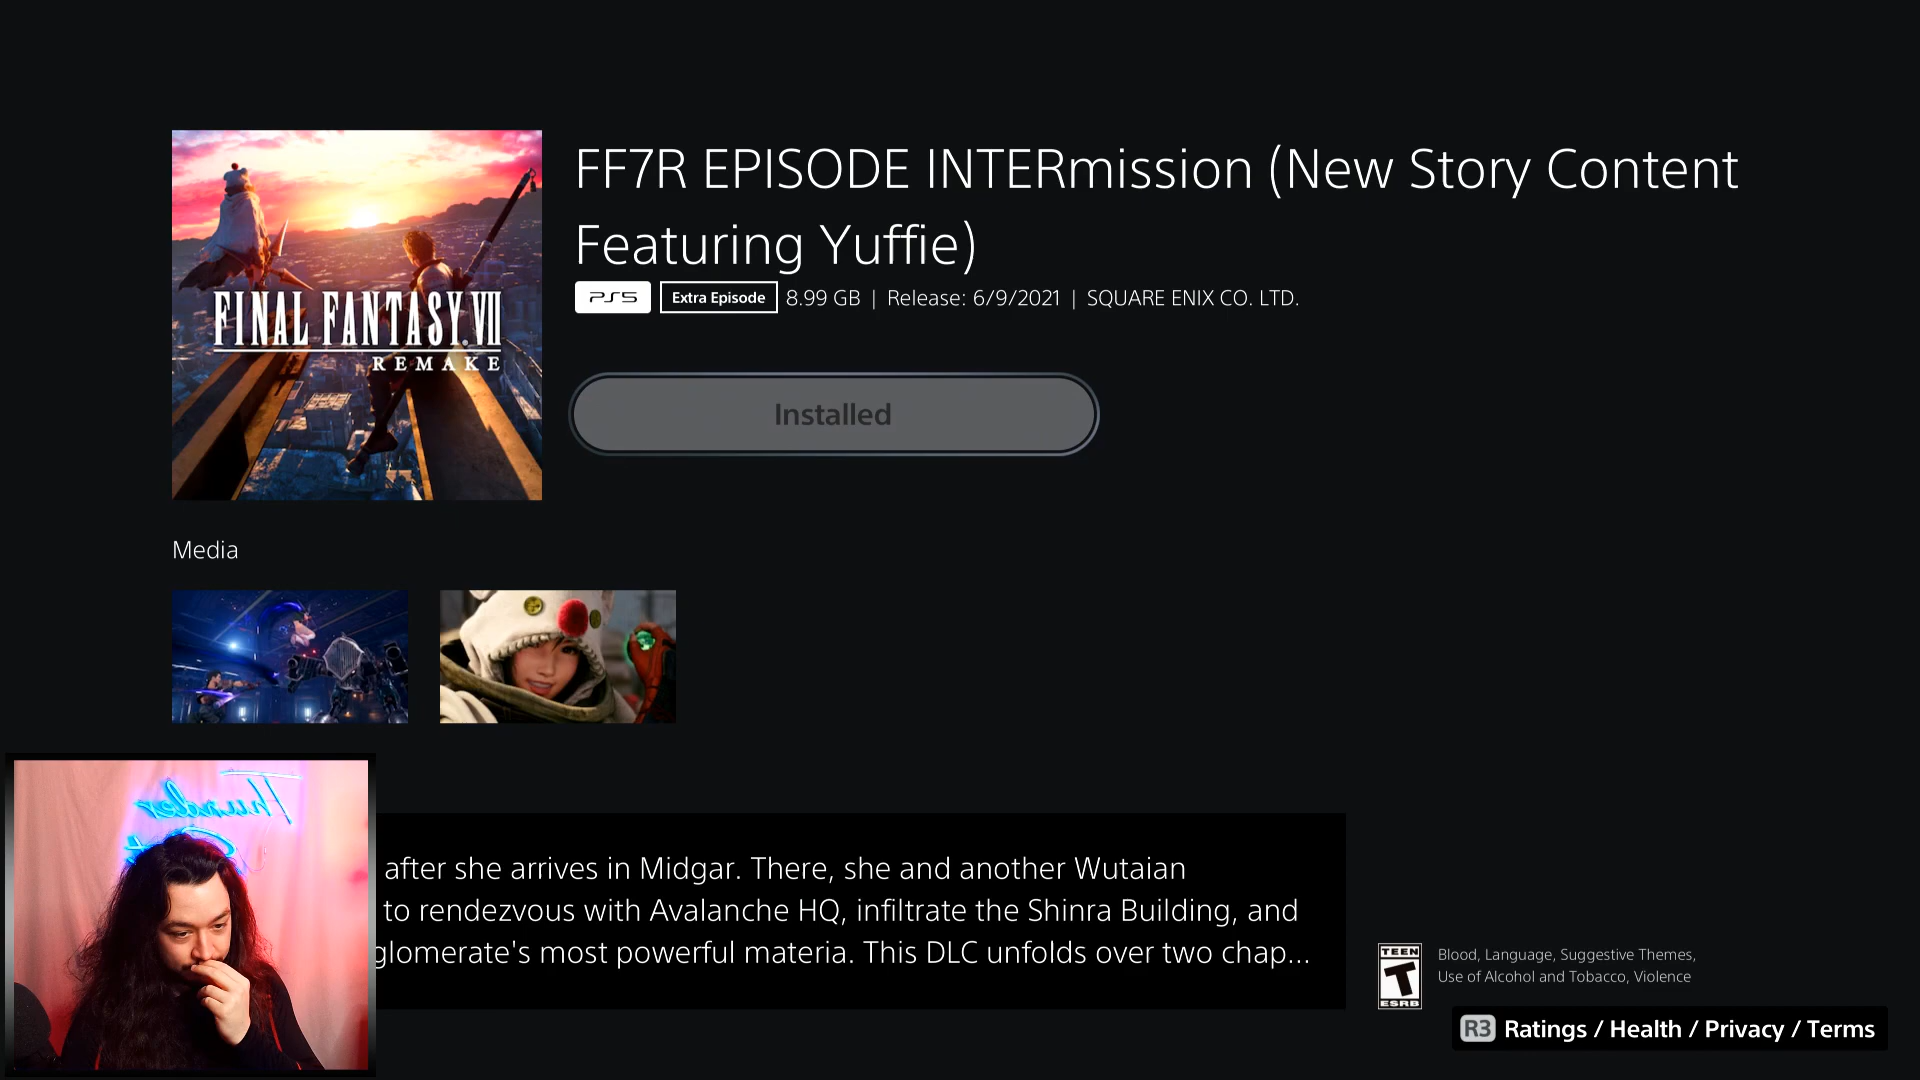 FF7R EPISODE INTERmission (New Story Content
Featuring Yuffie)
PS5 Extra Episode 8.99 GB | Release: 6/9/2021 | SQUARE ENIX CO. LTD.
FINAL FANTASY VII
REMAKE
Installed
Media
Thunder
after she arrives in Midgar. There, she and another Wutaian
to rendezvous with Avalanche HQ, infiltrate the Shinra Building, and
glomerate's most powerful materia. This DLC unfolds over two chap...
TEEN
T
ESRB
Blood, Language, Suggestive Themes,
Use of Alcohol and Tobacco, Violence
R3 Ratings / Health / Privacy / Terms